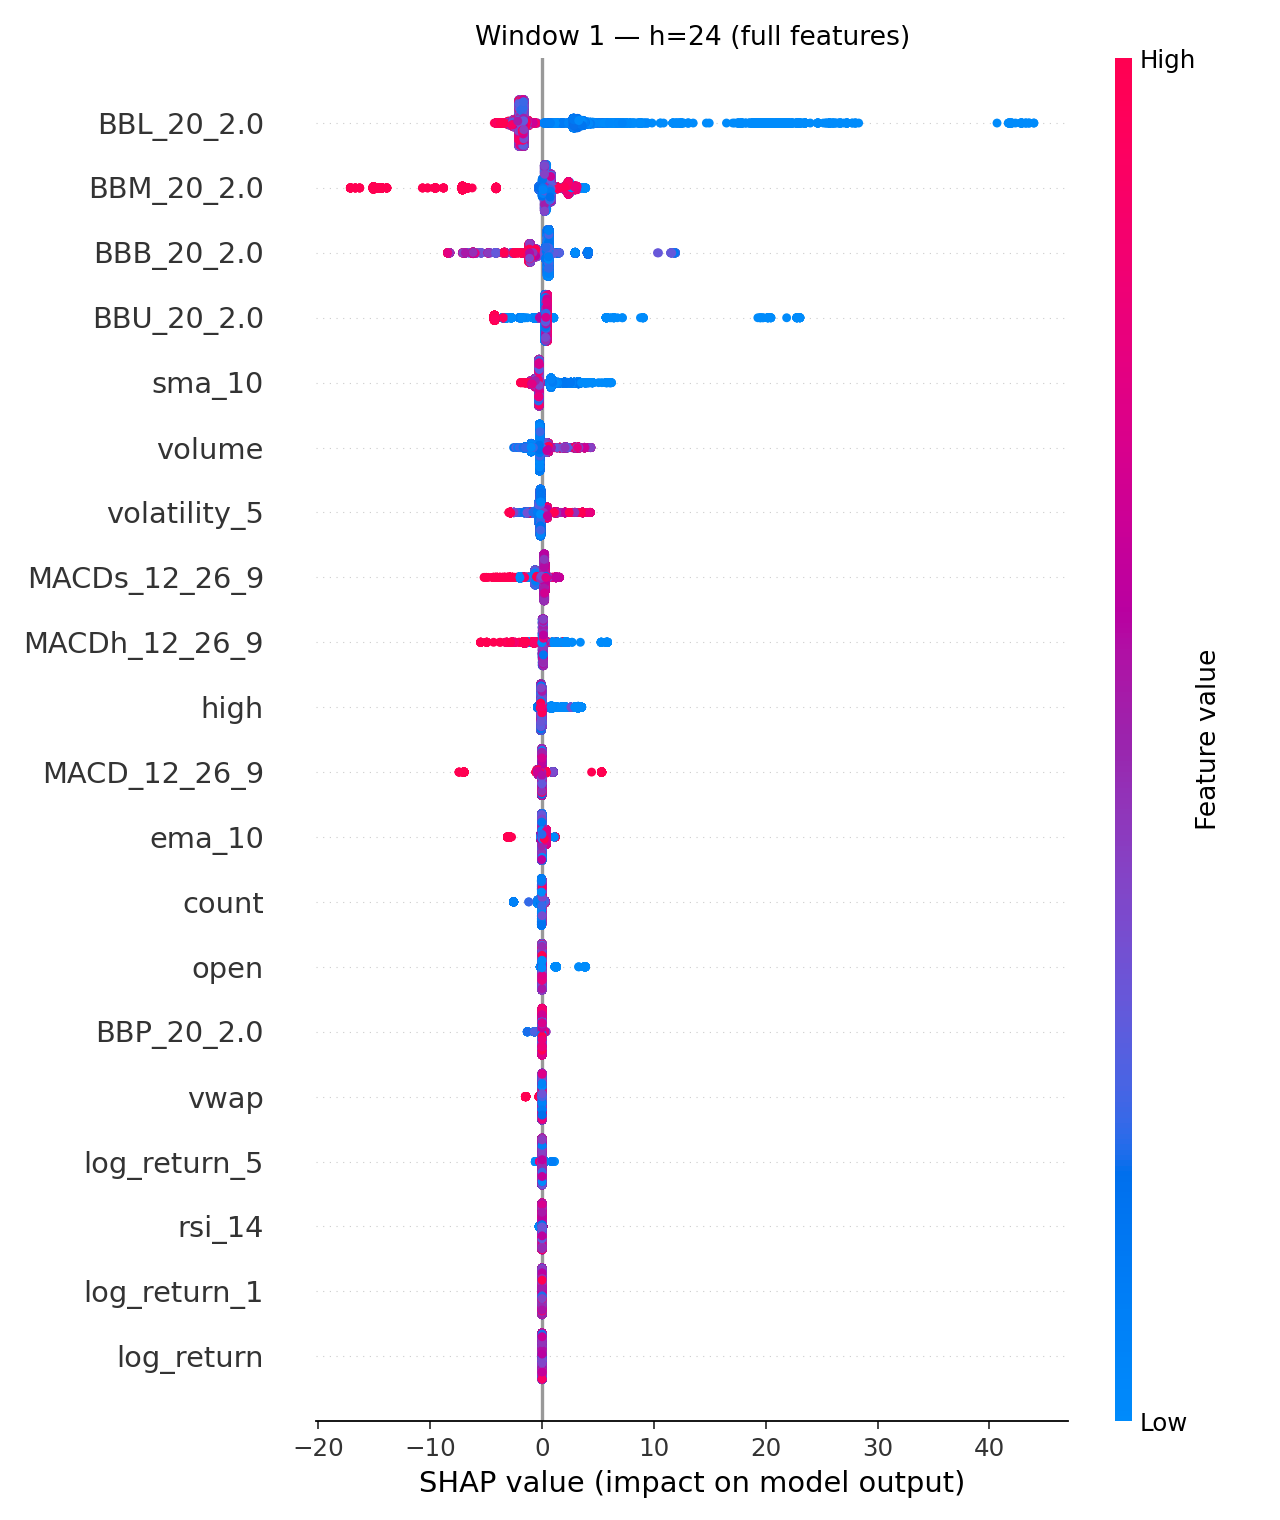 Window 1 — h=24 (full features)
High
BBL_20_2.0
BBM_20_2.0
BBB_20_2.0
BBU_20_2.0
sma_10
volume
volatility_5
MACDs_12_26_9
MACDh_12_26_9
high
MACD_12_26_9
ema_10
count
open
BBP_20_2.0
vwap
log_return_5
rsi_14
log_return_1
log_return
Feature value
Low
−20 −10 0 10 20 30 40
SHAP value (impact on model output)